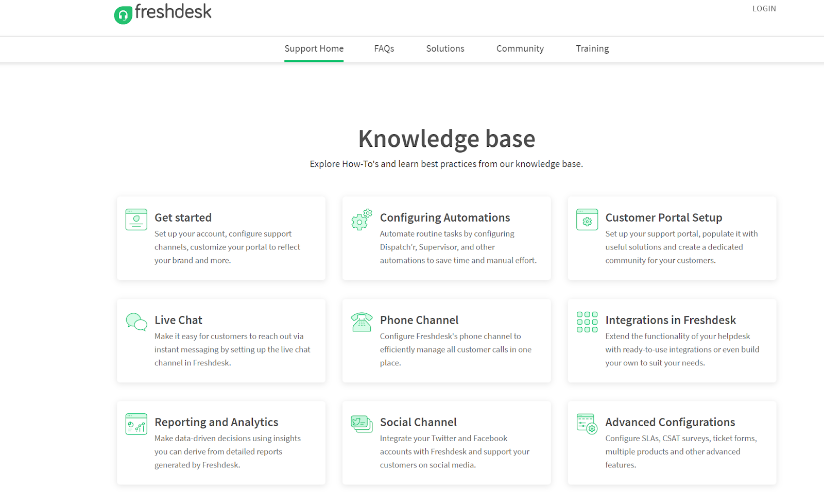 freshdesk
LOGIN
Support Home FAQs Solutions Community Training
Knowledge base
Explore How-To's and learn best practices from our knowledge base.
Get started
Set up your account, configure support
channels, customize your portal to reflect
your brand and more.
Configuring Automations
Automate routine tasks by configuring
Dispatch'r, Supervisor, and other
automations to save time and manual effort.
Customer Portal Setup
Set up your support portal, populate it with
useful solutions and create a dedicated
community for your customers.
Live Chat
Make it easy for customers to reach out via
instant messaging by setting up the live chat
channel in Freshdesk.
Phone Channel
Configure Freshdesk's phone channel to
efficiently manage all customer calls in one
place.
Integrations in Freshdesk
Extend the functionality of your helpdesk
with ready-to-use integrations or even build
your own to suit your needs.
Reporting and Analytics
Make data-driven decisions using insights
you can derive from detailed reports
generated by Freshdesk.
Social Channel
Integrate your Twitter and Facebook
accounts with Freshdesk and support your
customers on social media.
Advanced Configurations
Configure SLAs, CSAT surveys, ticket forms,
multiple products and other advanced
features.